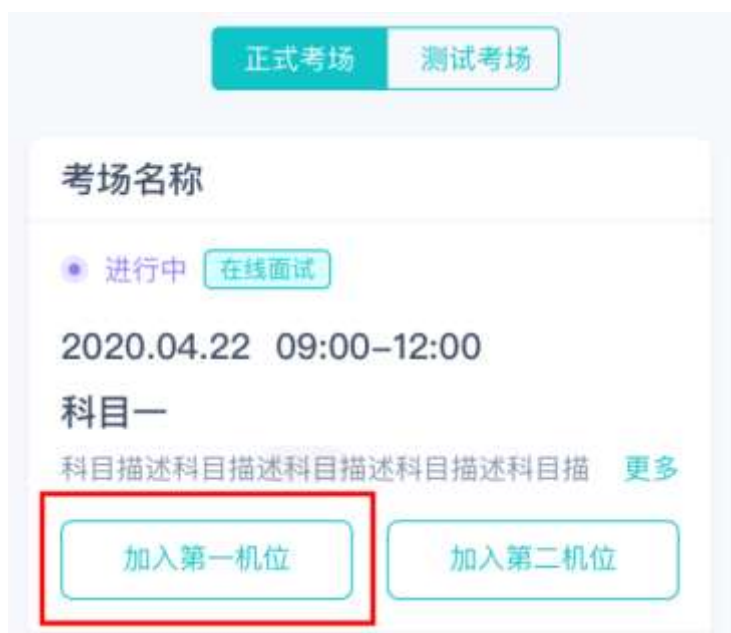 正式考场 测试考场
考场名称
进行中 在线面试
2020.04.22 09:00-12:00
科目一
科目描述科目描述科目描述科目描述科目描 更多
加入第一机位 加入第二机位